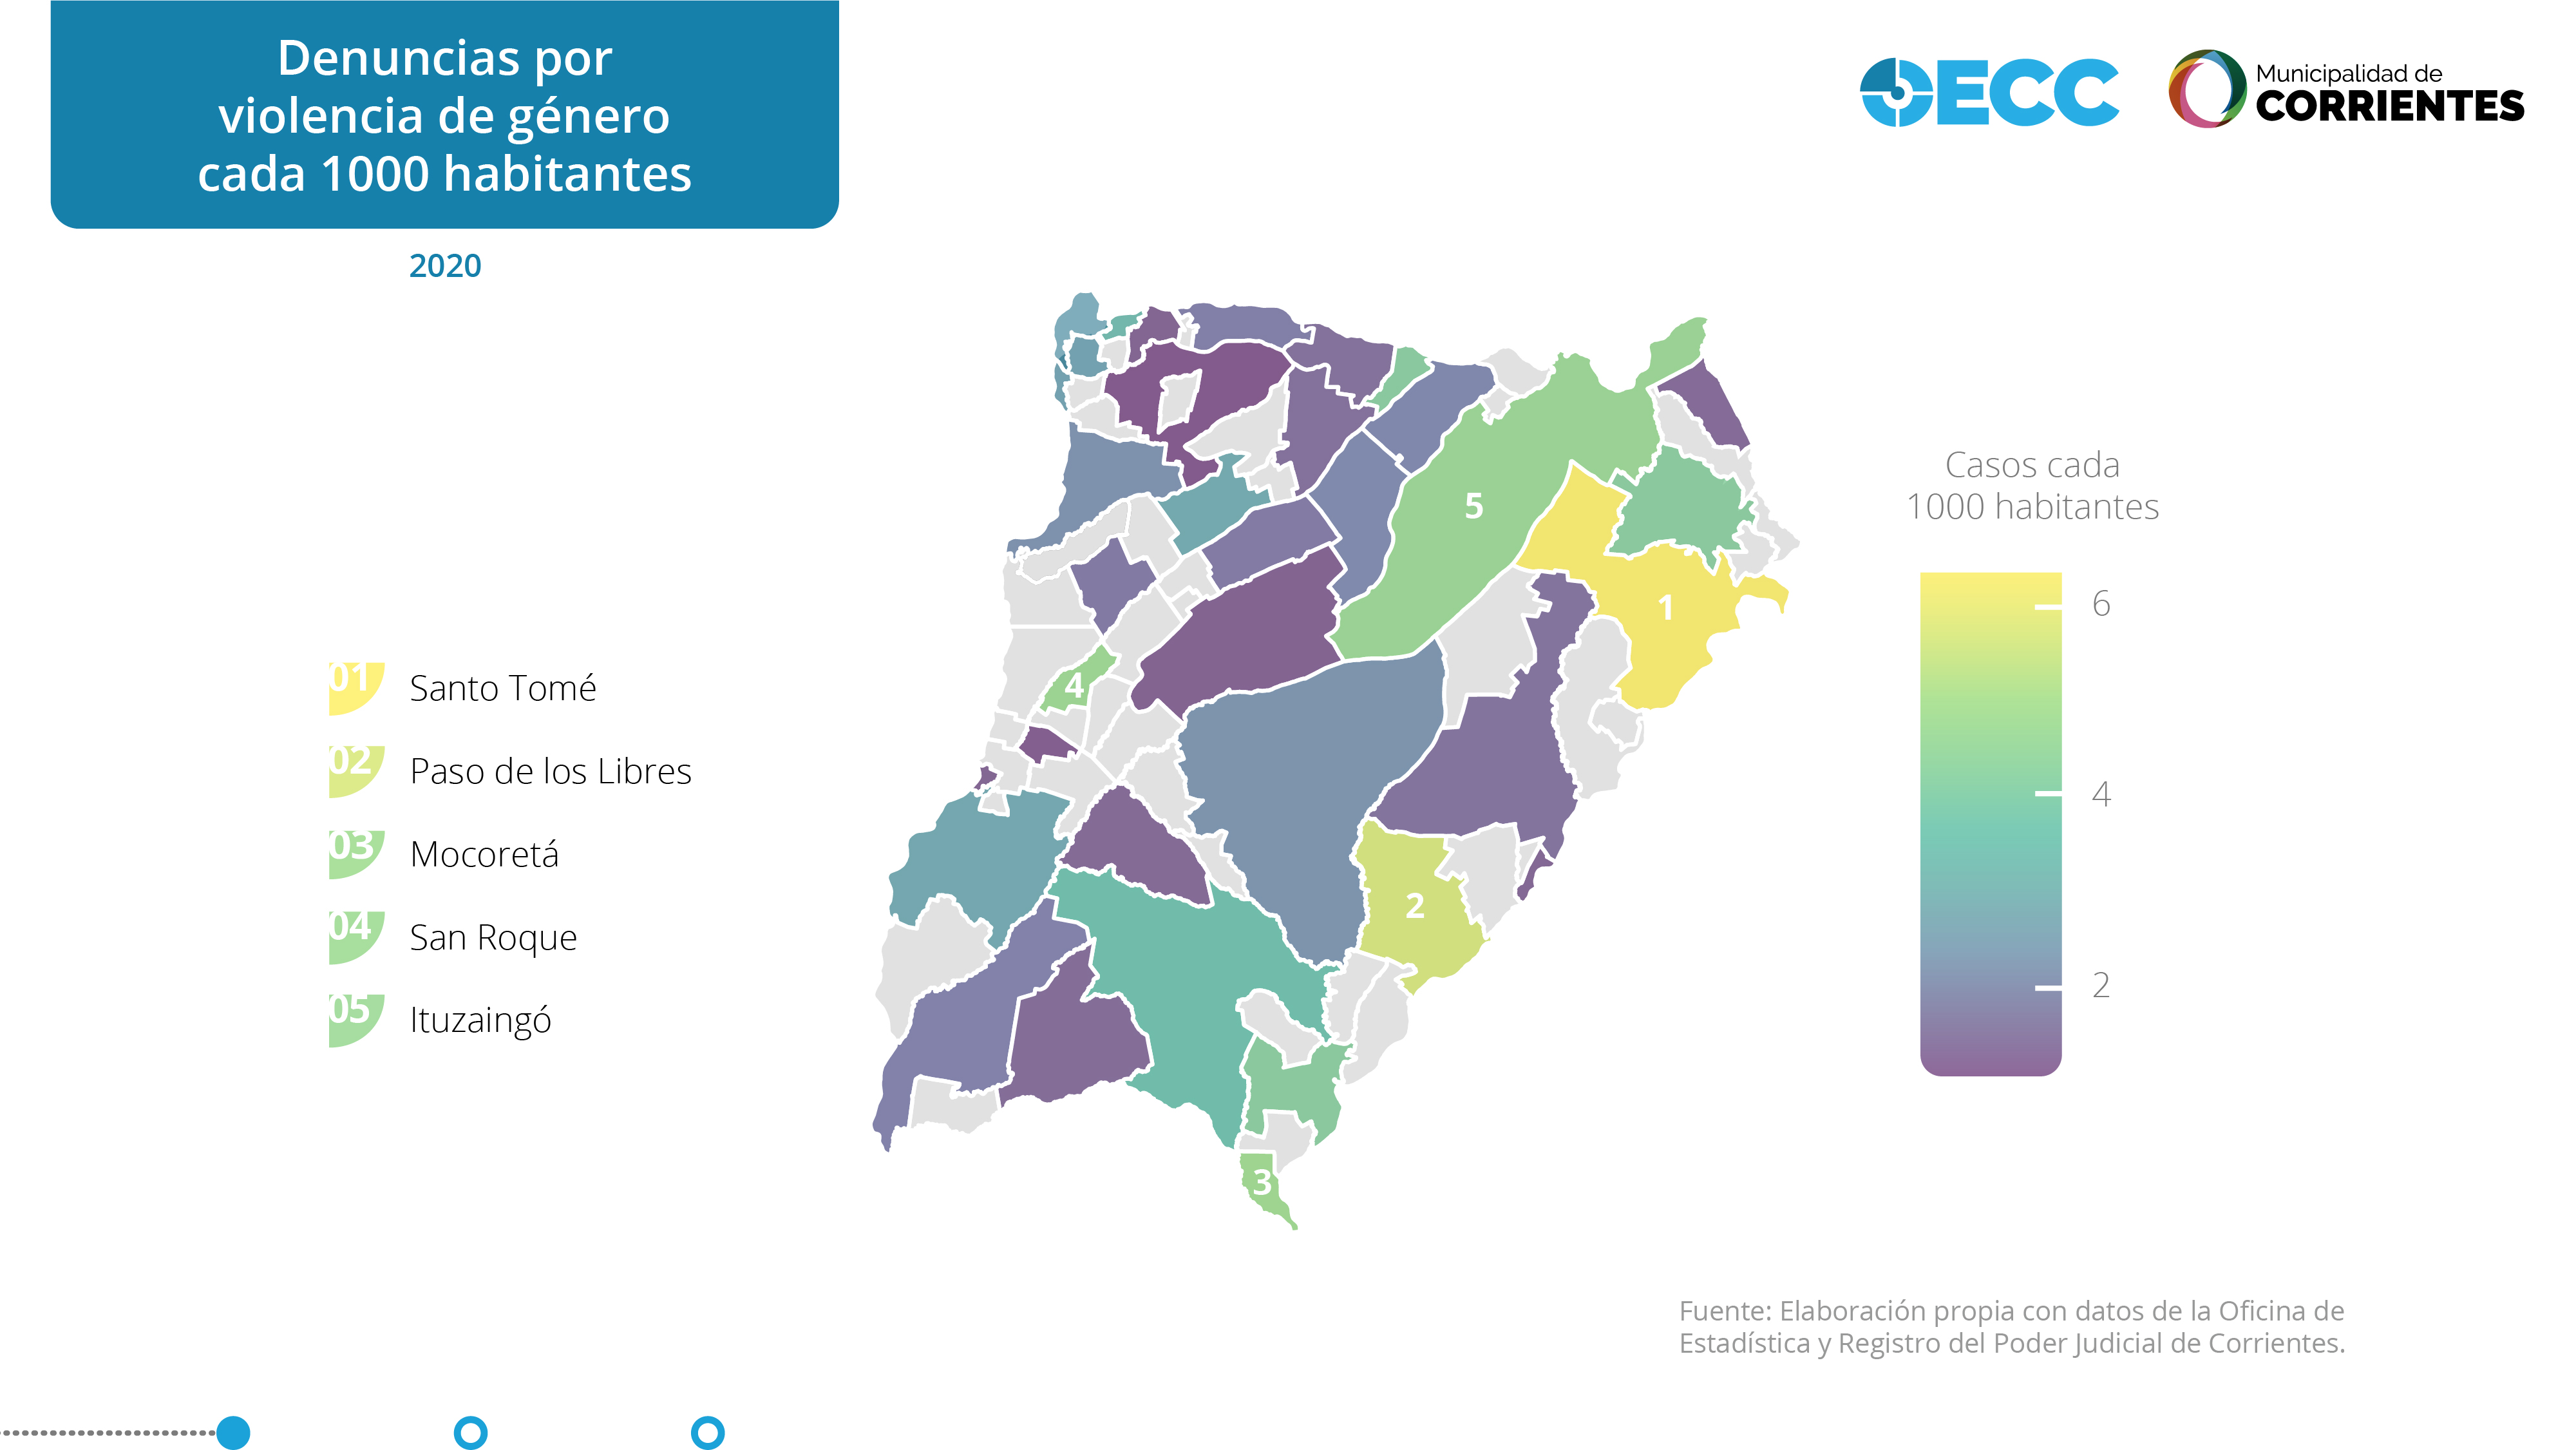 Denuncias por
violencia de género
cada 1000 habitantes
2020
OECC
Municipalidad de
CORRIENTES
Casos cada
1000 habitantes
6
4
2
01 Santo Tomé
02 Paso de los Libres
03 Mocoretá
04 San Roque
05 Ituzaingó
5
1
4
2
3
Fuente: Elaboración propia con datos de la Oficina de
Estadística y Registro del Poder Judicial de Corrientes.